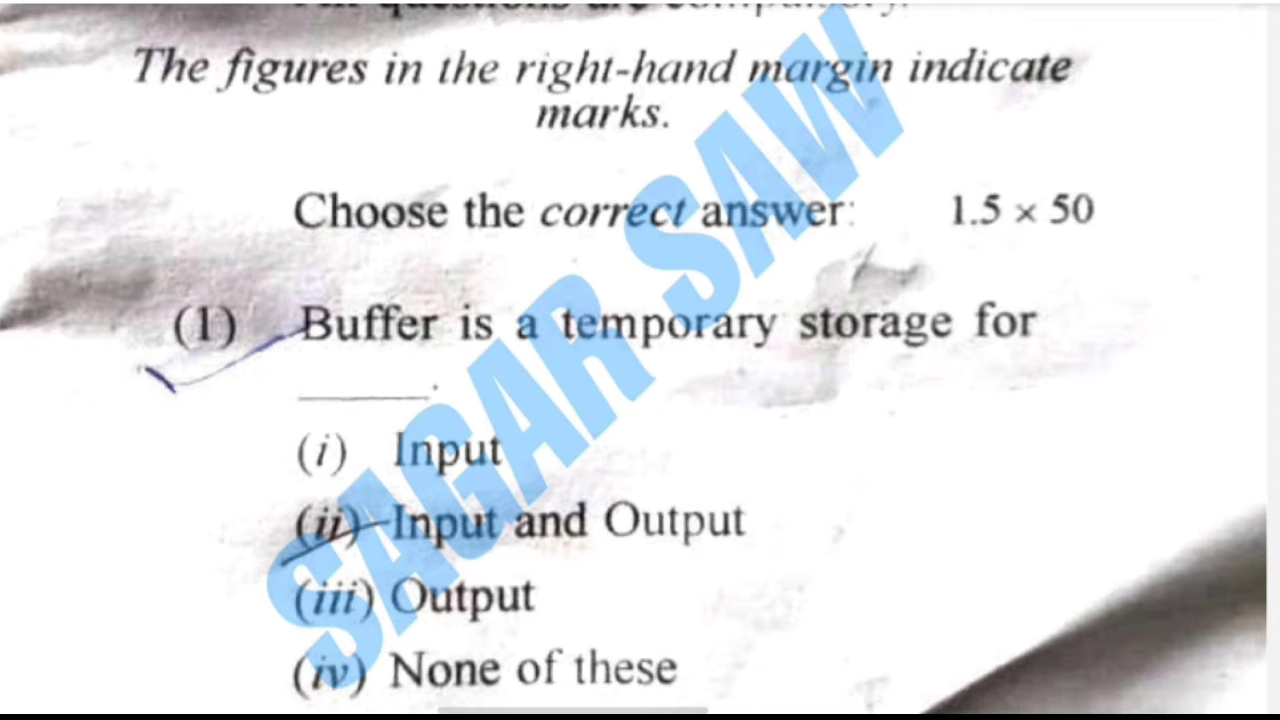 The figures in the right-hand margin indicate
marks.
Choose the correct answer: 1.5 × 50
(1) Buffer is a temporary storage for
______.
(i) Input
(ii) Input and Output
(iii) Output
(iv) None of these
SAGAR SAW